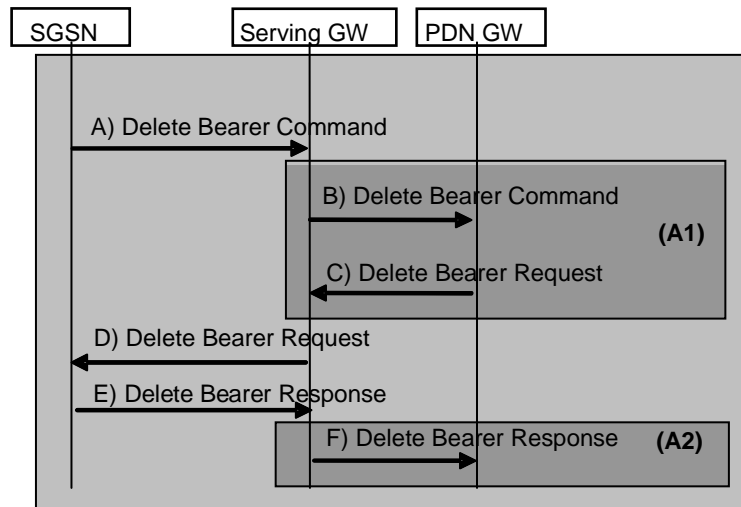 SGSN
Serving GW
PDN GW
A) Delete Bearer Command
B) Delete Bearer Command
(A1)
C) Delete Bearer Request
D) Delete Bearer Request
E) Delete Bearer Response
F) Delete Bearer Response
(A2)